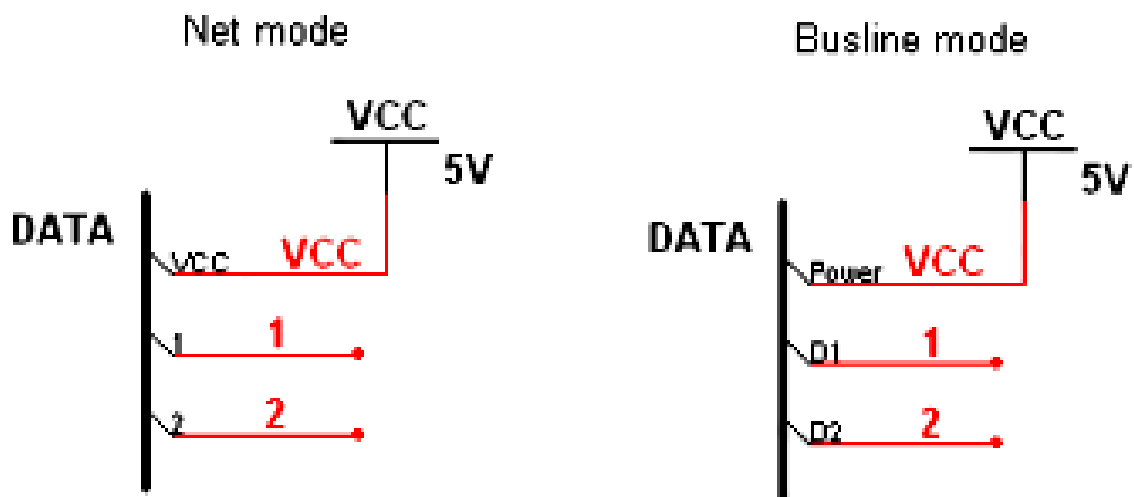 Net mode
VCC
5V
DATA
VCC VCC
1 1
2 2
Busline mode
VCC
5V
DATA
Power VCC
D1 1
D2 2